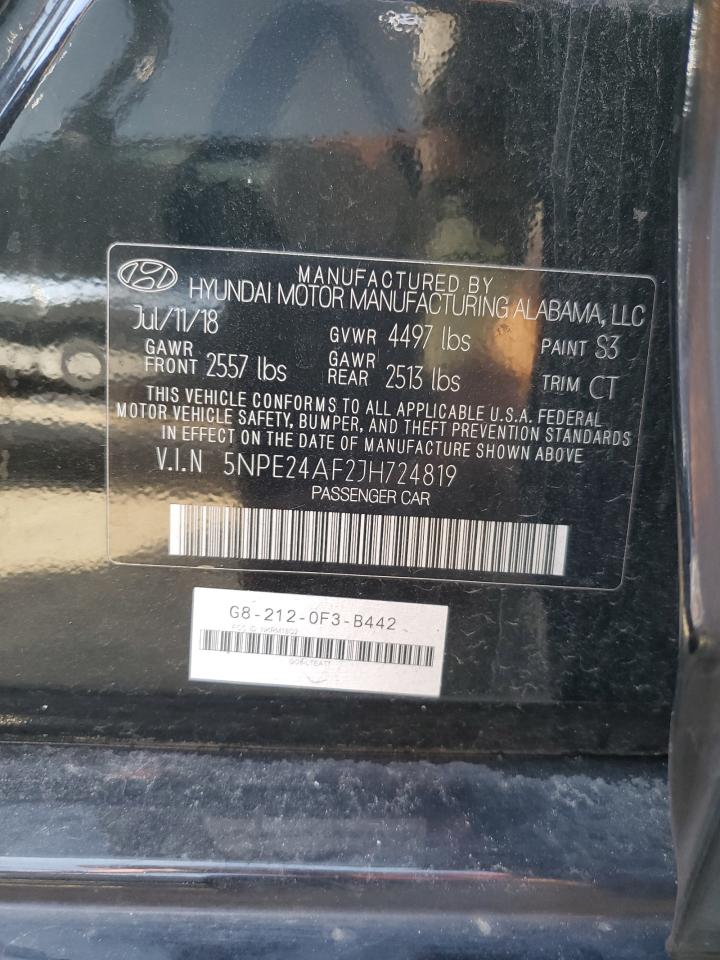 MANUFACTURED BY
HYUNDAI MOTOR MANUFACTURING ALABAMA, LLC
Jul/11/18 GVWR 4497 lbs PAINT S3
GAWR FRONT 2557 lbs GAWR REAR 2513 lbs TRIM CT
THIS VEHICLE CONFORMS TO ALL APPLICABLE U.S.A. FEDERAL
MOTOR VEHICLE SAFETY, BUMPER, AND THEFT PREVENTION STANDARDS
IN EFFECT ON THE DATE OF MANUFACTURE SHOWN ABOVE
V.I.N 5NPE24AF2JH724819
PASSENGER CAR
G8-212-0F3-B442
FCC ID: